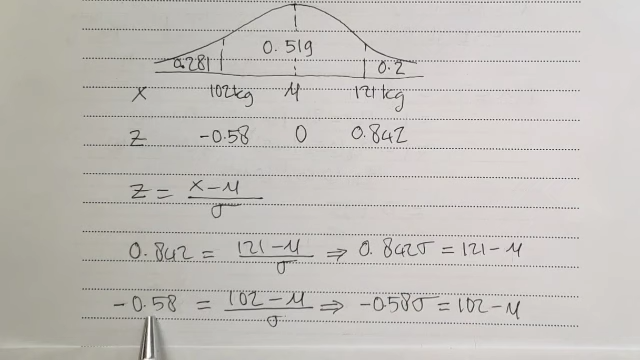 0.281 0.519 0.2
X 102kg μ 121kg
Z -0.58 0 0.842
Z = X-μ / σ
0.842 = 121-μ / σ ⇒ 0.842σ = 121-μ
-0.58 = 102-μ / σ ⇒ -0.58σ = 102-μ